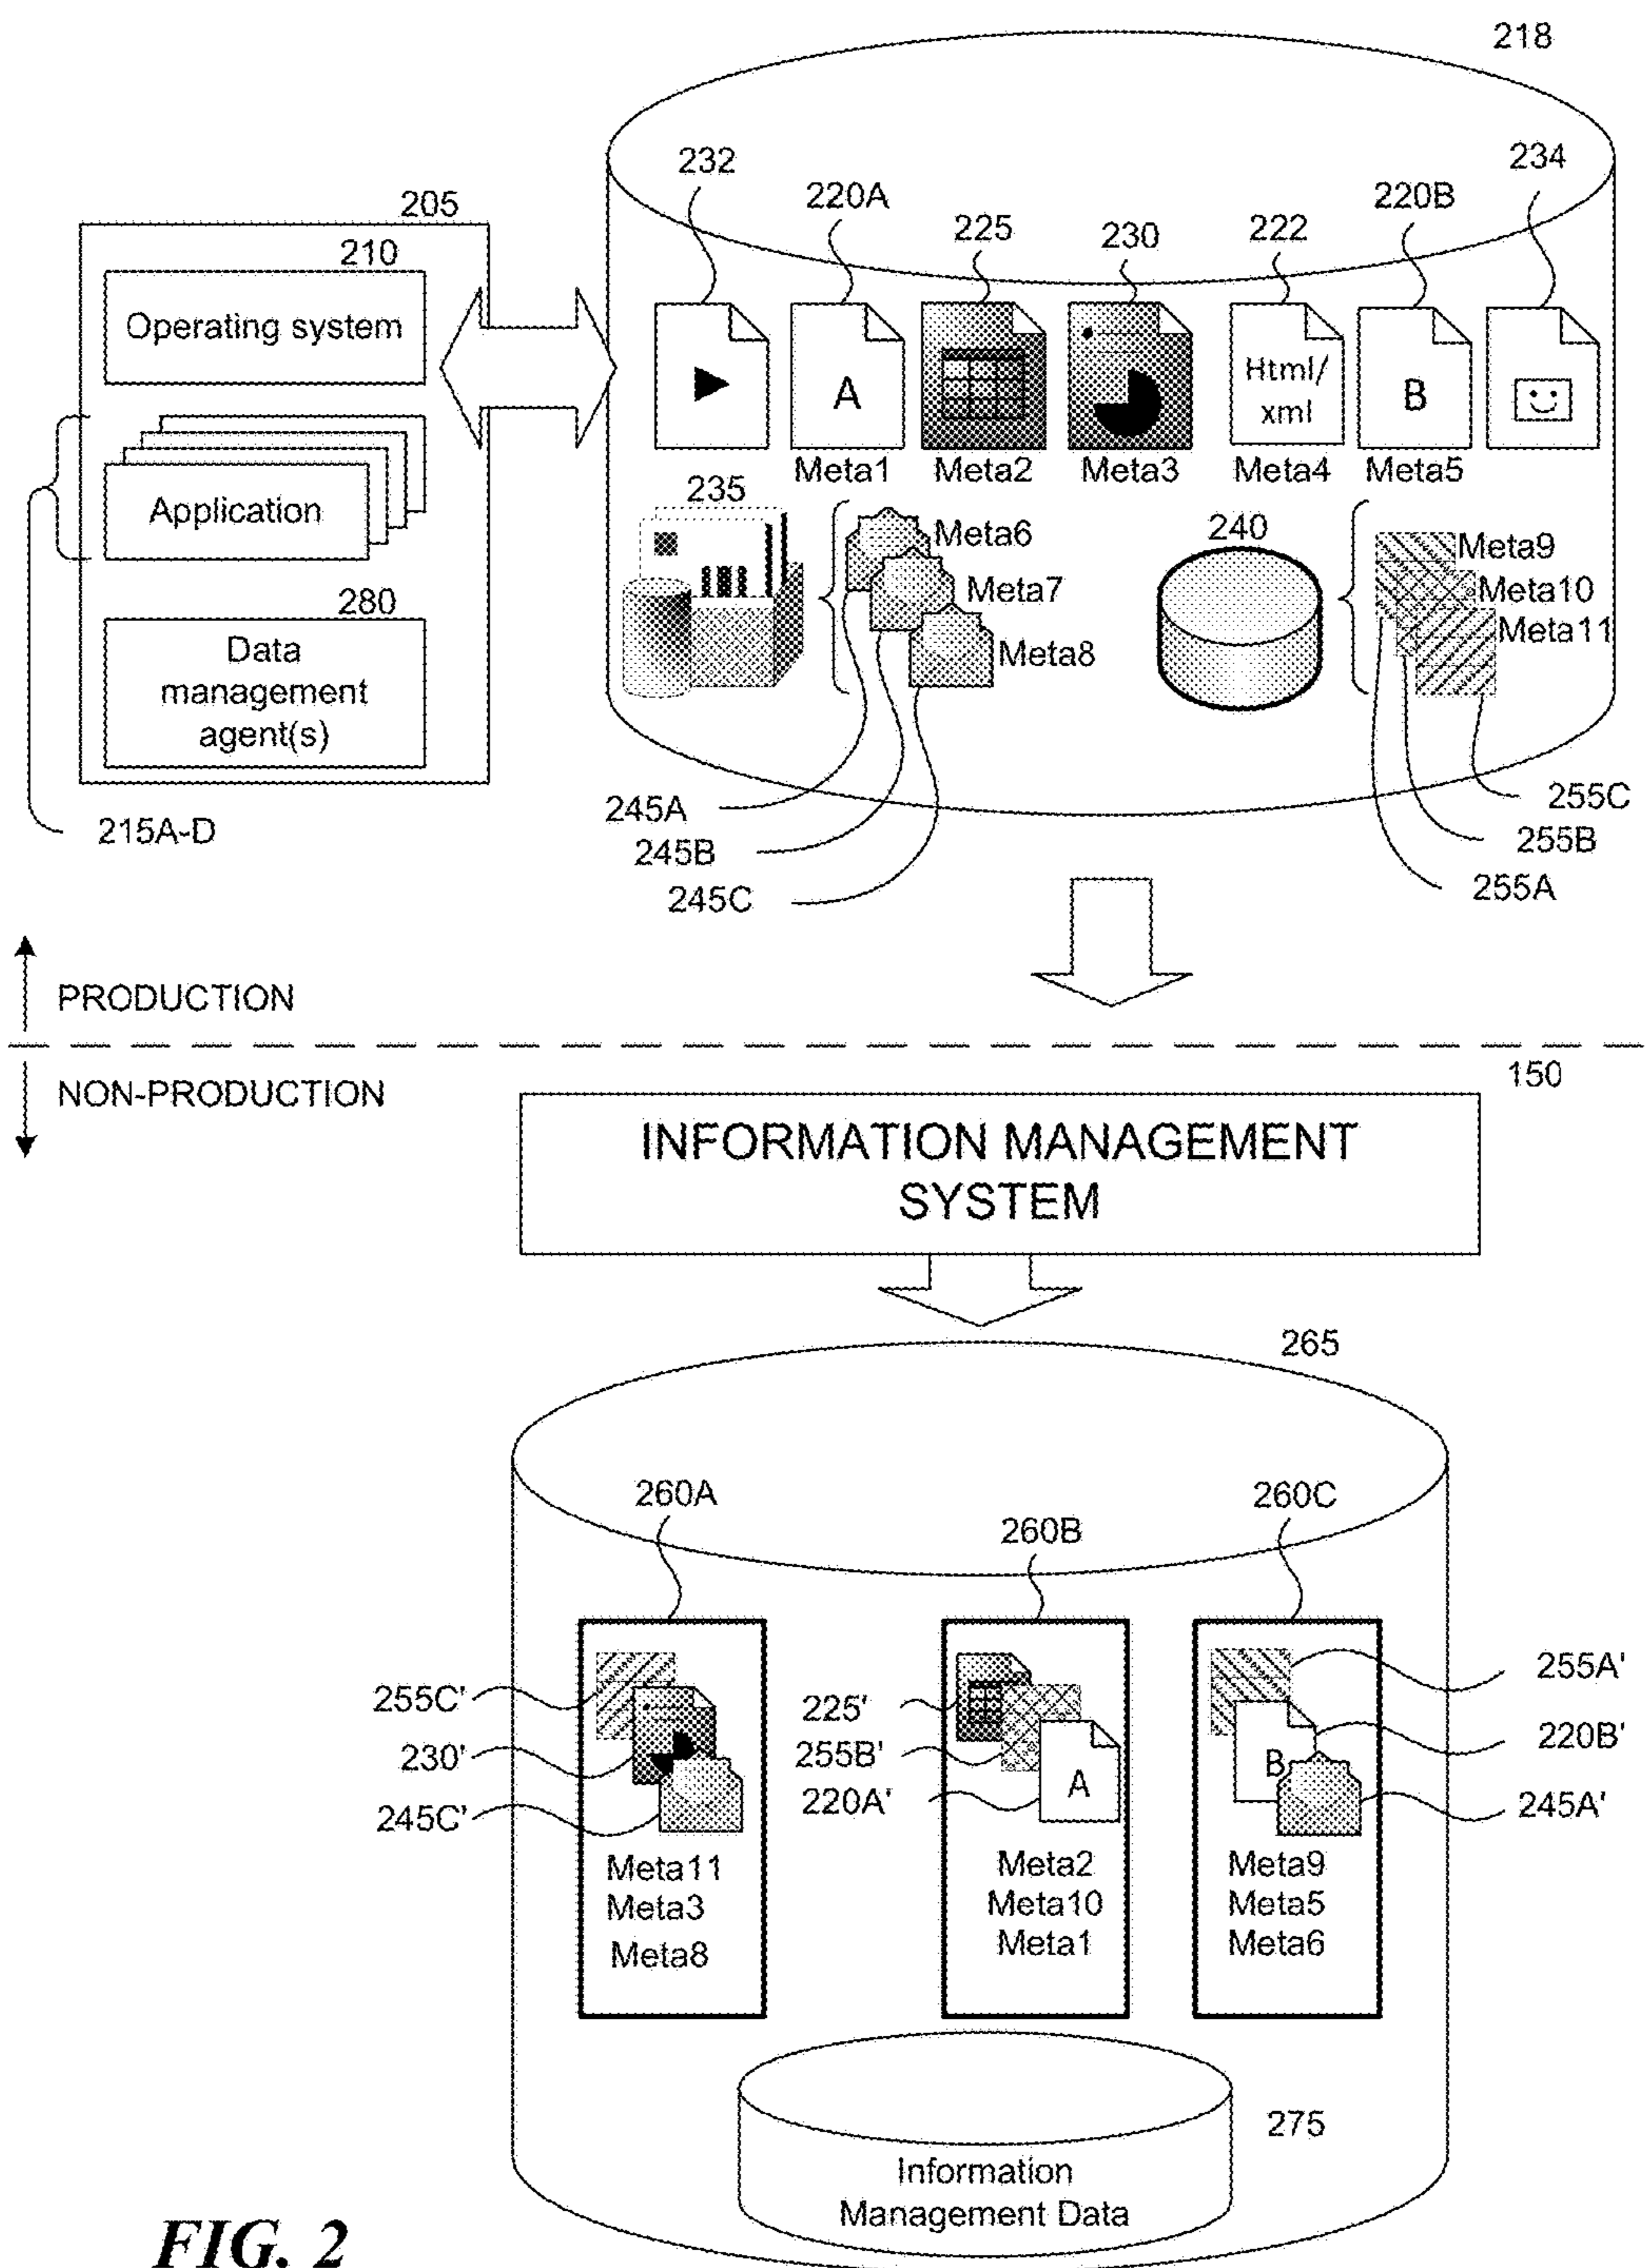 218
232
234
220A
220B
205
225
230
222
210
Operating system
A
Html/
xml
B
Meta1
Meta2
Meta3
Meta4
Meta5
235
Application
240
Meta6
Meta9
Meta7
Meta10
Meta11
280
Meta8
Data
management
agent(s)
245A
255C
215A-D
245B
255B
245C
255A
PRODUCTION
150
NON-PRODUCTION
INFORMATION MANAGEMENT
SYSTEM
265
260A
260C
260B
255C'
225'
255A'
230'
255B'
220B'
B
245C'
220A'
A
245A'
Meta11
Meta3
Meta8
Meta2
Meta10
Meta1
Meta9
Meta5
Meta6
275
Information
Management Data
FIG. 2